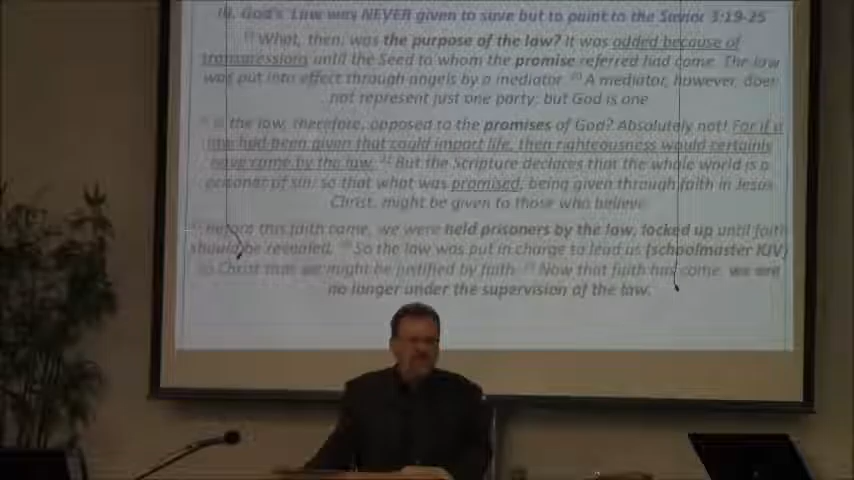 III. God's Law was NEVER given to save but to point to the Savior 3:19-25
What, then, was the purpose of the law? It was added because of
transgressions until the Seed to whom the promise referred had come. The law
was put into effect through angels by a mediator. 20 A mediator, however, does
not represent just one party; but God is one
Is the law, therefore, opposed to the promises of God? Absolutely not! For if a
law had been given that could impart life, then righteousness would certainly
have come by the law. 22 But the Scripture declares that the whole world is a
prisoner of sin, so that what was promised, being given through faith in Jesus
Christ, might be given to those who believe
Before this faith came, we were held prisoners by the law, locked up until faith
should be revealed. So the law was put in charge to lead us (schoolmaster KJV)
to Christ that we might be justified by faith. Now that faith has come, we are
no longer under the supervision of the law.